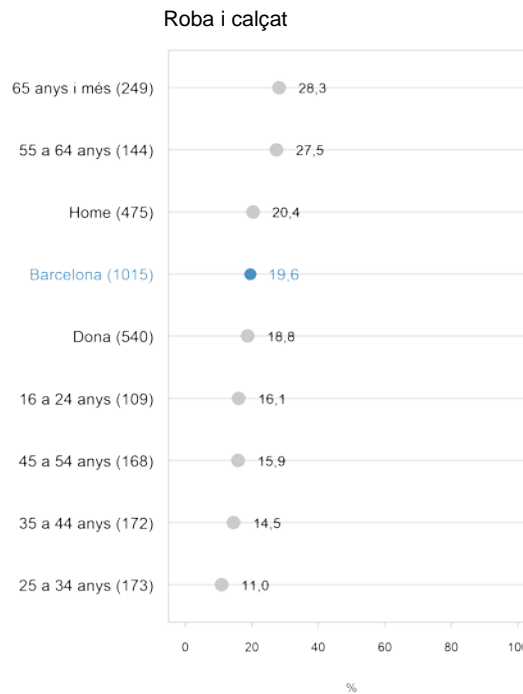 Roba i calçat
65 anys i més (249) 28,3
55 a 64 anys (144) 27,5
Home (475) 20,4
Barcelona (1015) 19,6
Dona (540) 18,8
16 a 24 anys (109) 16,1
45 a 54 anys (168) 15,9
35 a 44 anys (172) 14,5
25 a 34 anys (173) 11,0
0 20 40 60 80 100
%